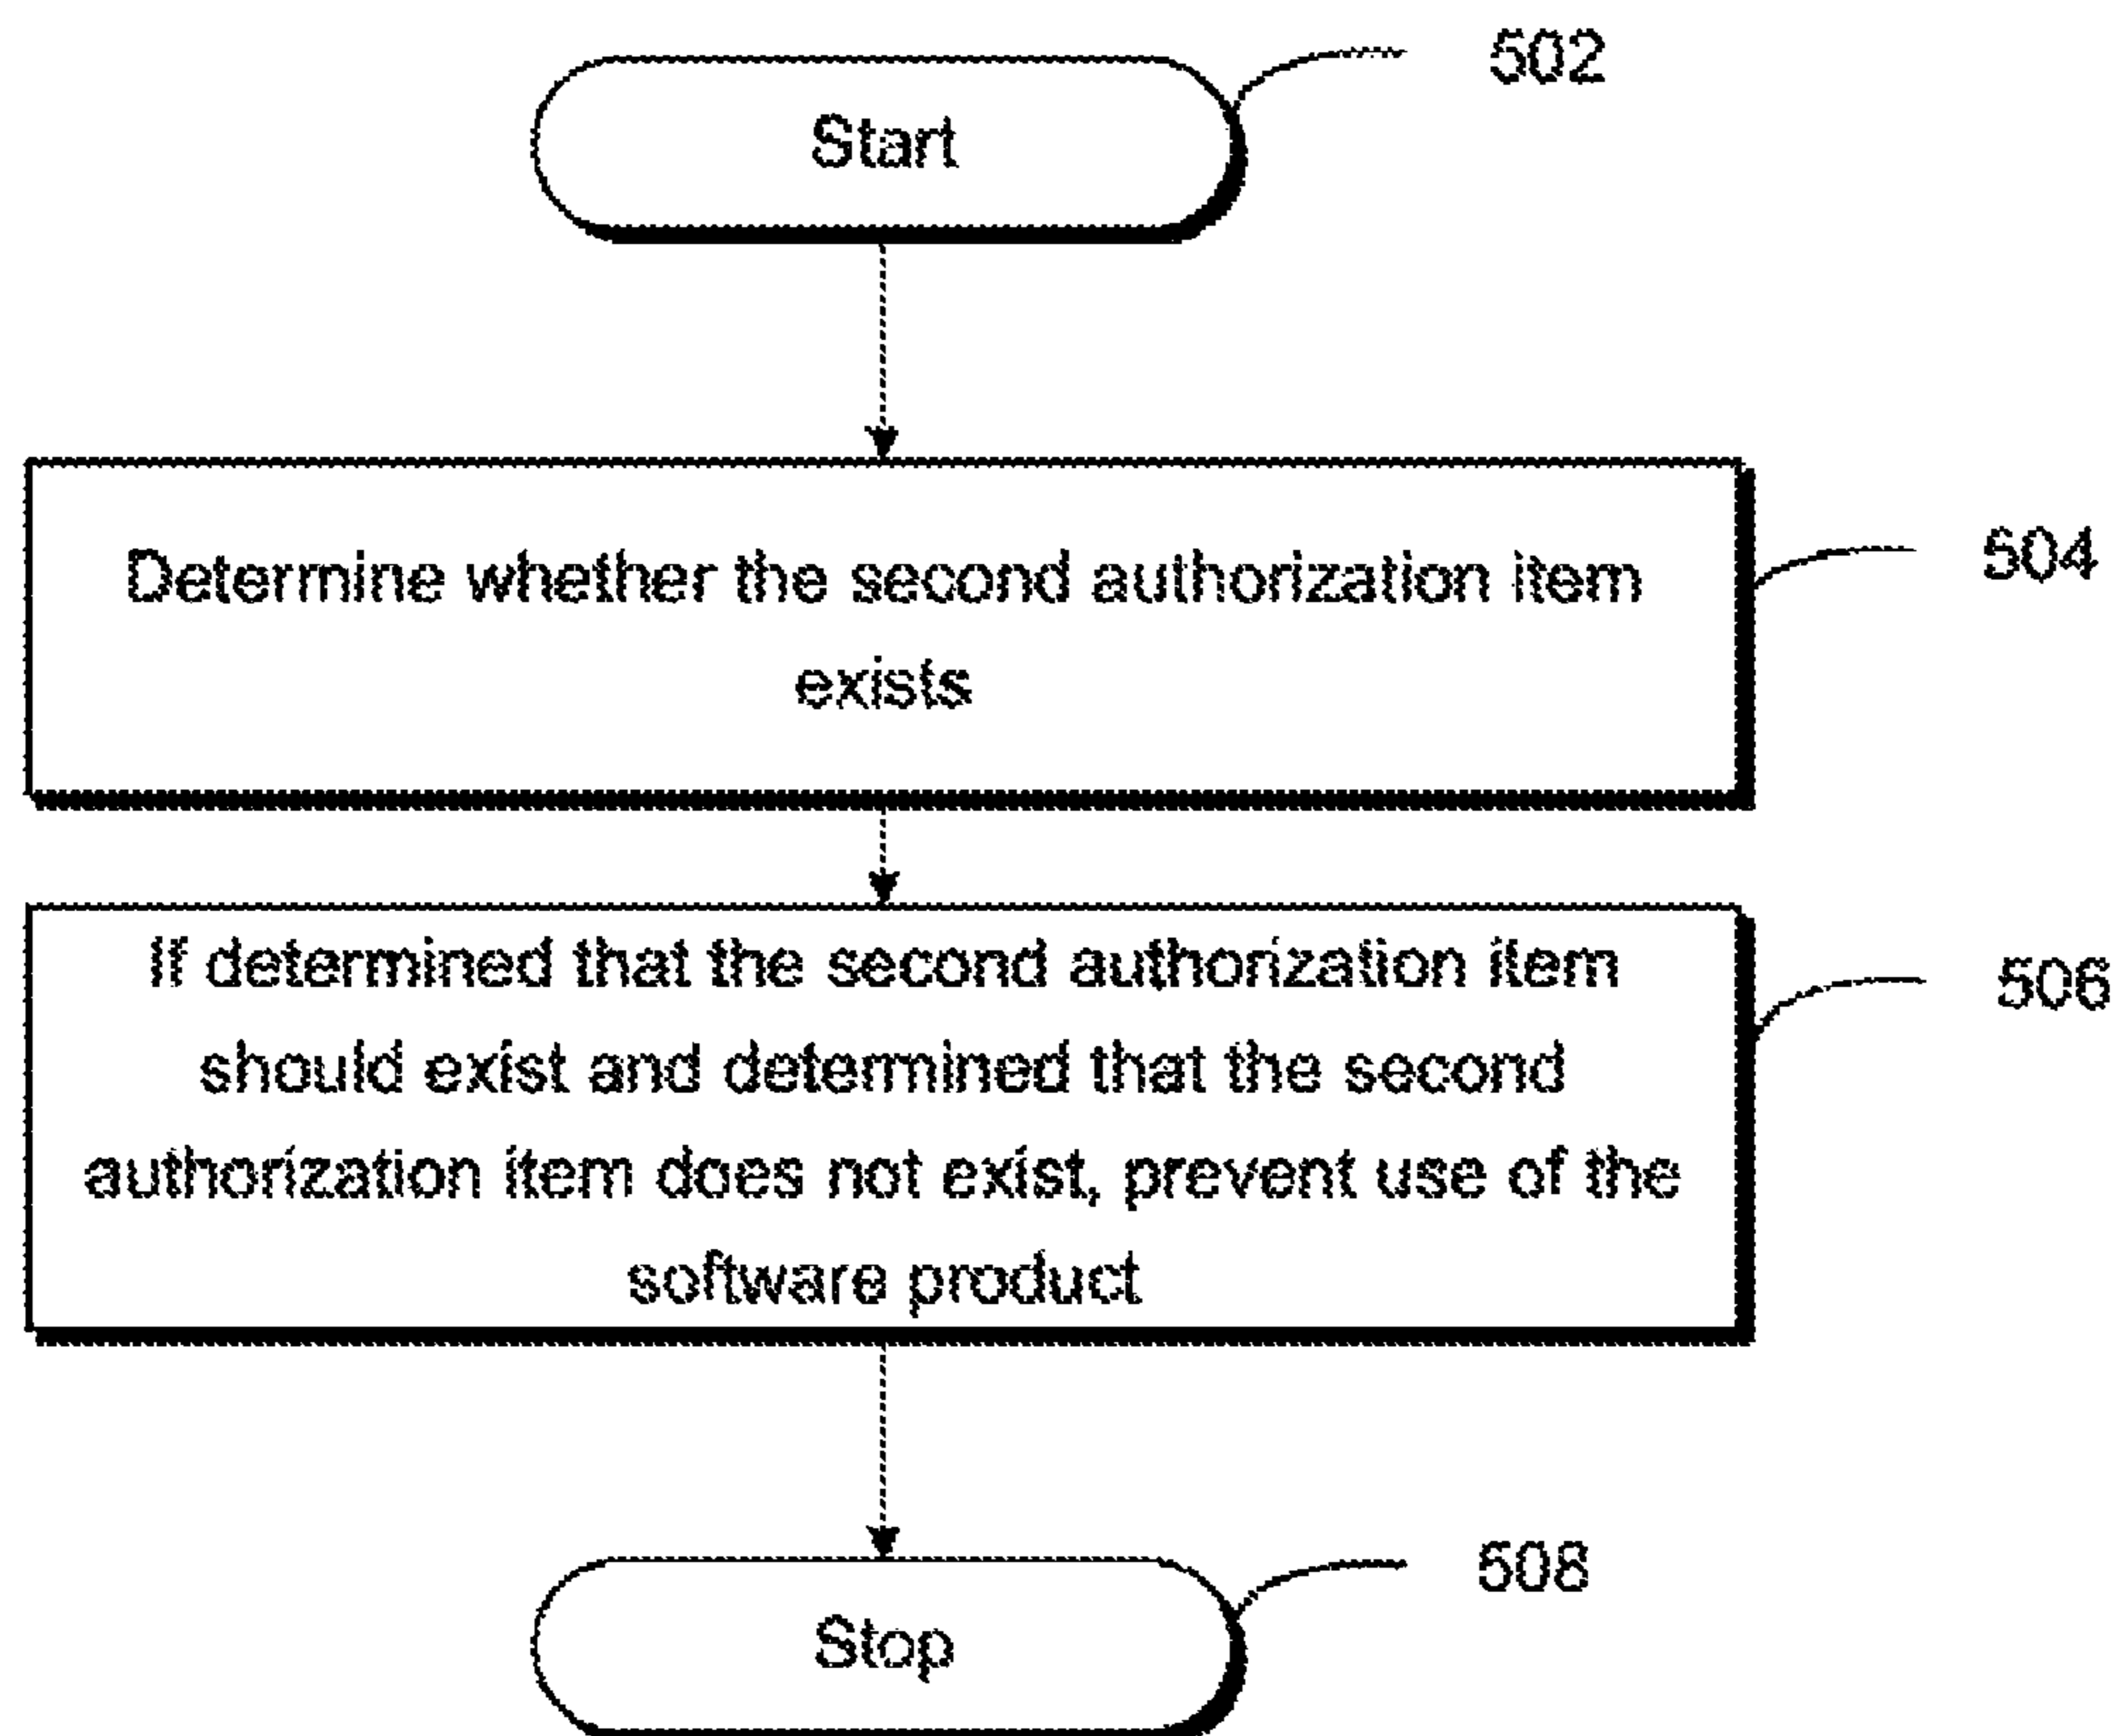 502
Start
504
Determine whether the second authorization item
exists
506
If determined that the second authorization item
should exist and determined that the second
authorization item does not exist, prevent use of the
software product
508
Stop